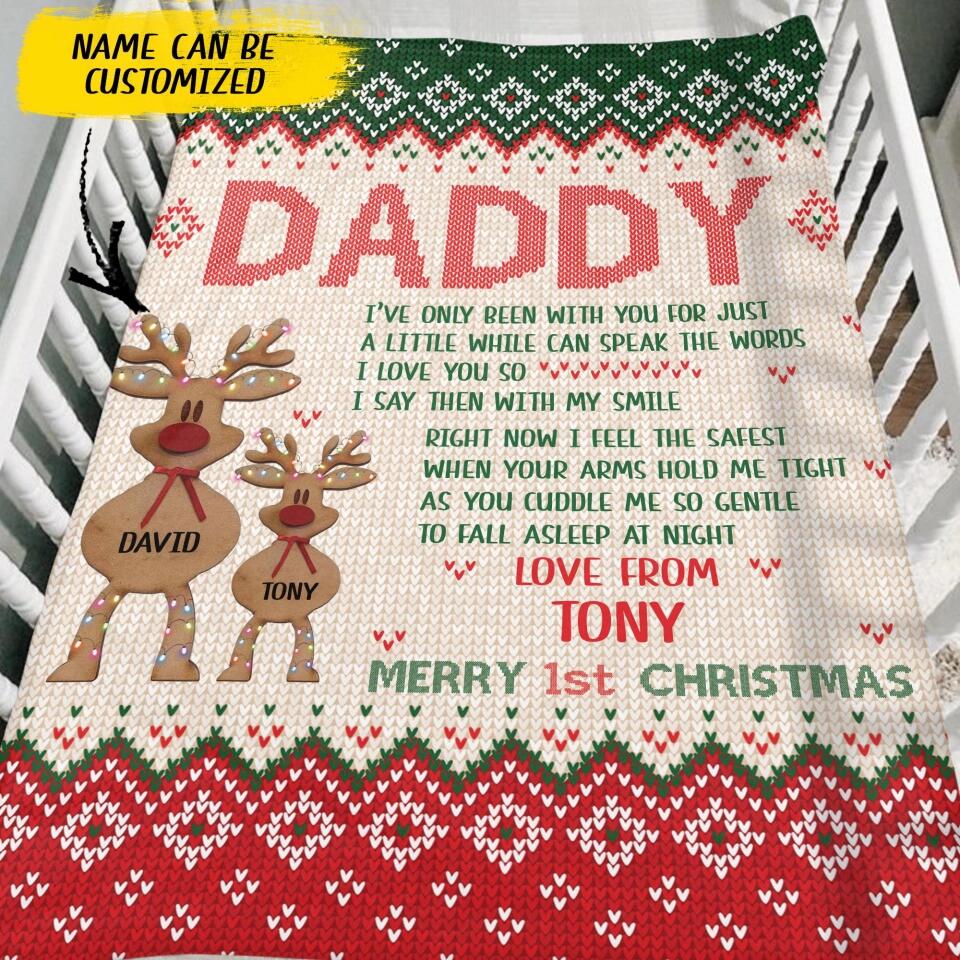 NAME CAN BE
CUSTOMIZED
DADDY
I'VE ONLY BEEN WITH YOU FOR JUST
A LITTLE WHILE CAN SPEAK THE WORDS
I LOVE YOU SO
I SAY THEN WITH MY SMILE
RIGHT NOW I FEEL THE SAFEST
WHEN YOUR ARMS HOLD ME TIGHT
AS YOU CUDDLE ME SO GENTLE
TO FALL ASLEEP AT NIGHT
LOVE FROM
TONY
DAVID
TONY
MERRY 1st CHRISTMAS